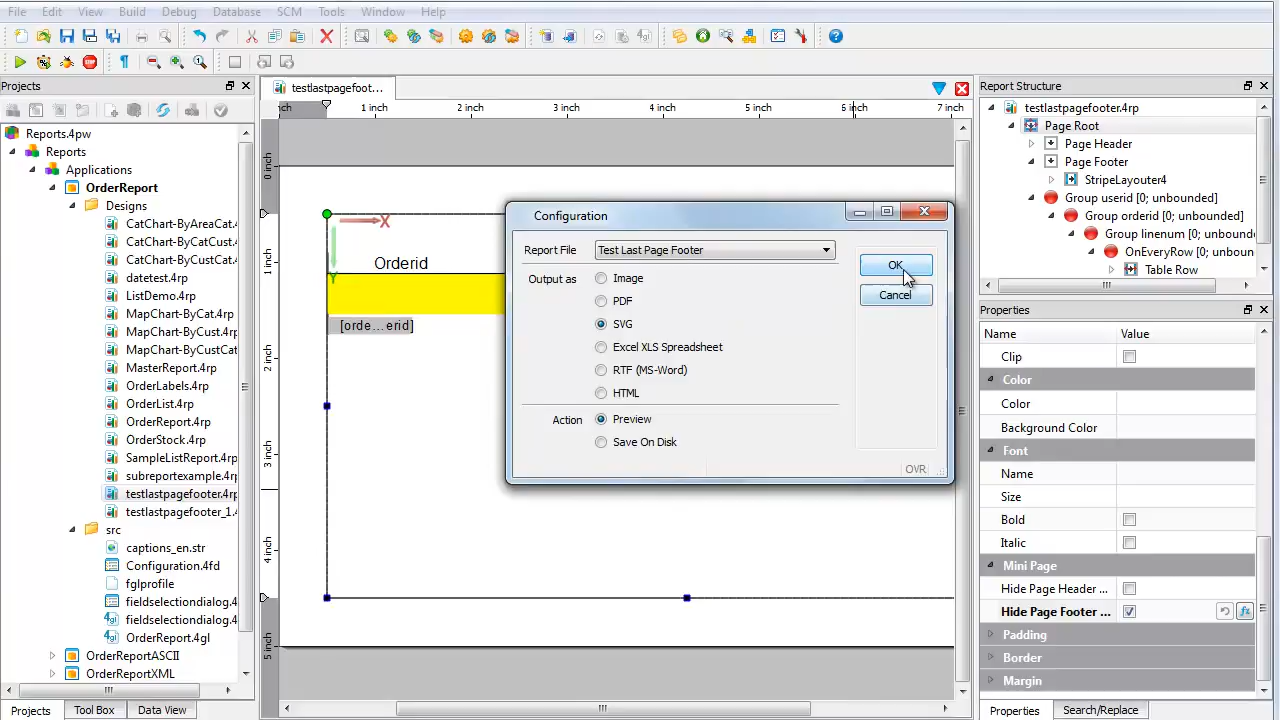 File Edit View Build Debug Database SCM Tools Window Help
Projects
Reports.4pw
Reports
Applications
OrderReport
Designs
CatChart-ByAreaCat.4
CatChart-ByCatCust.4
CatChart-ByCustCat.4
datetest.4rp
ListDemo.4rp
MapChart-ByCat.4rp
MapChart-ByCust.4rp
MapChart-ByCustCat.4
MasterReport.4rp
OrderLabels.4rp
OrderList.4rp
OrderReport.4rp
OrderStock.4rp
SampleListReport.4rp
subreportexample.4rp
testlastpagefooter.4rp
testlastpagefooter_1.4
src
captions_en.str
Configuration.4fd
fglprofile
fieldselectiondialog.4
fieldselectiondialog.4
OrderReport.4gl
OrderReportASCII
OrderReportXML
Projects Tool Box Data View
testlastpagefoot...
1 inch 2 inch 3 inch 4 inch 5 inch 6 inch 7 inch
0 inch
1 inch
2 inch
3 inch
4 inch
5 inch
X
Y
Orderid
[orde...erid]
Configuration
Report File Test Last Page Footer
Output as
Image
PDF
SVG
Excel XLS Spreadsheet
RTF (MS-Word)
HTML
Action
Preview
Save On Disk
OK
Cancel
OVR
Report Structure
testlastpagefooter.4rp
Page Root
Page Header
Page Footer
StripeLayouter4
Group userid [0; unbounded]
Group orderid [0; unbounded]
Group linenum [0; unboun
OnEveryRow [0; unboun
Table Row
Properties
Name Value
Clip
Color
Color
Background Color
Font
Name
Size
Bold
Italic
Mini Page
Hide Page Header ...
Hide Page Footer ...
Padding
Border
Margin
Properties Search/Replace